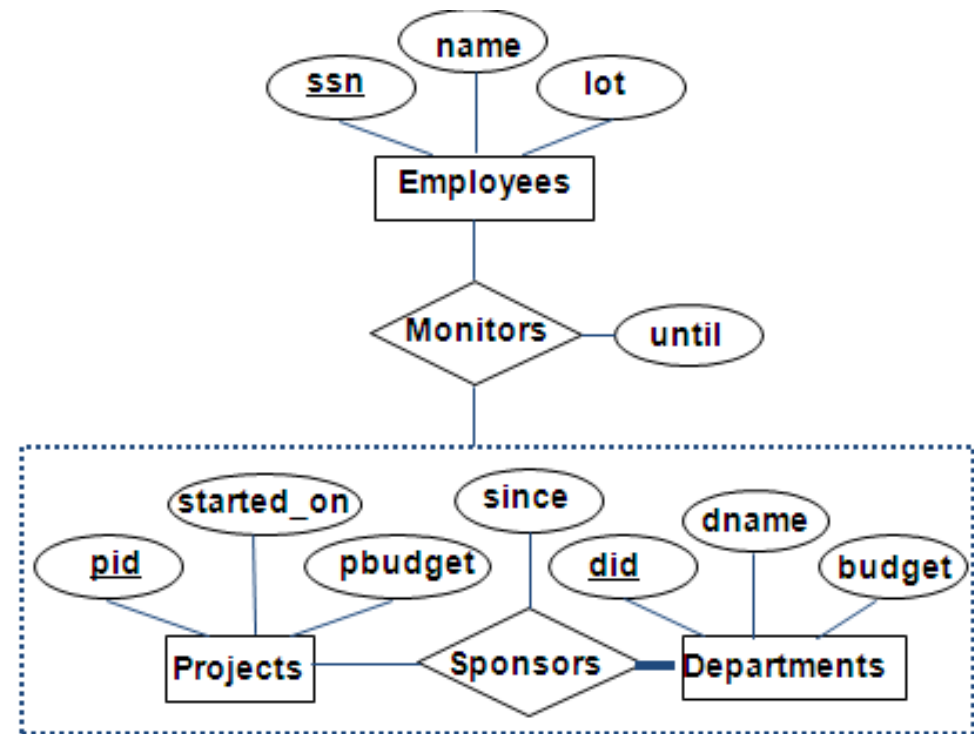 name
ssn
lot
Employees
Monitors
until
started_on
since
dname
pid
pbudget
did
budget
Projects
Sponsors
Departments